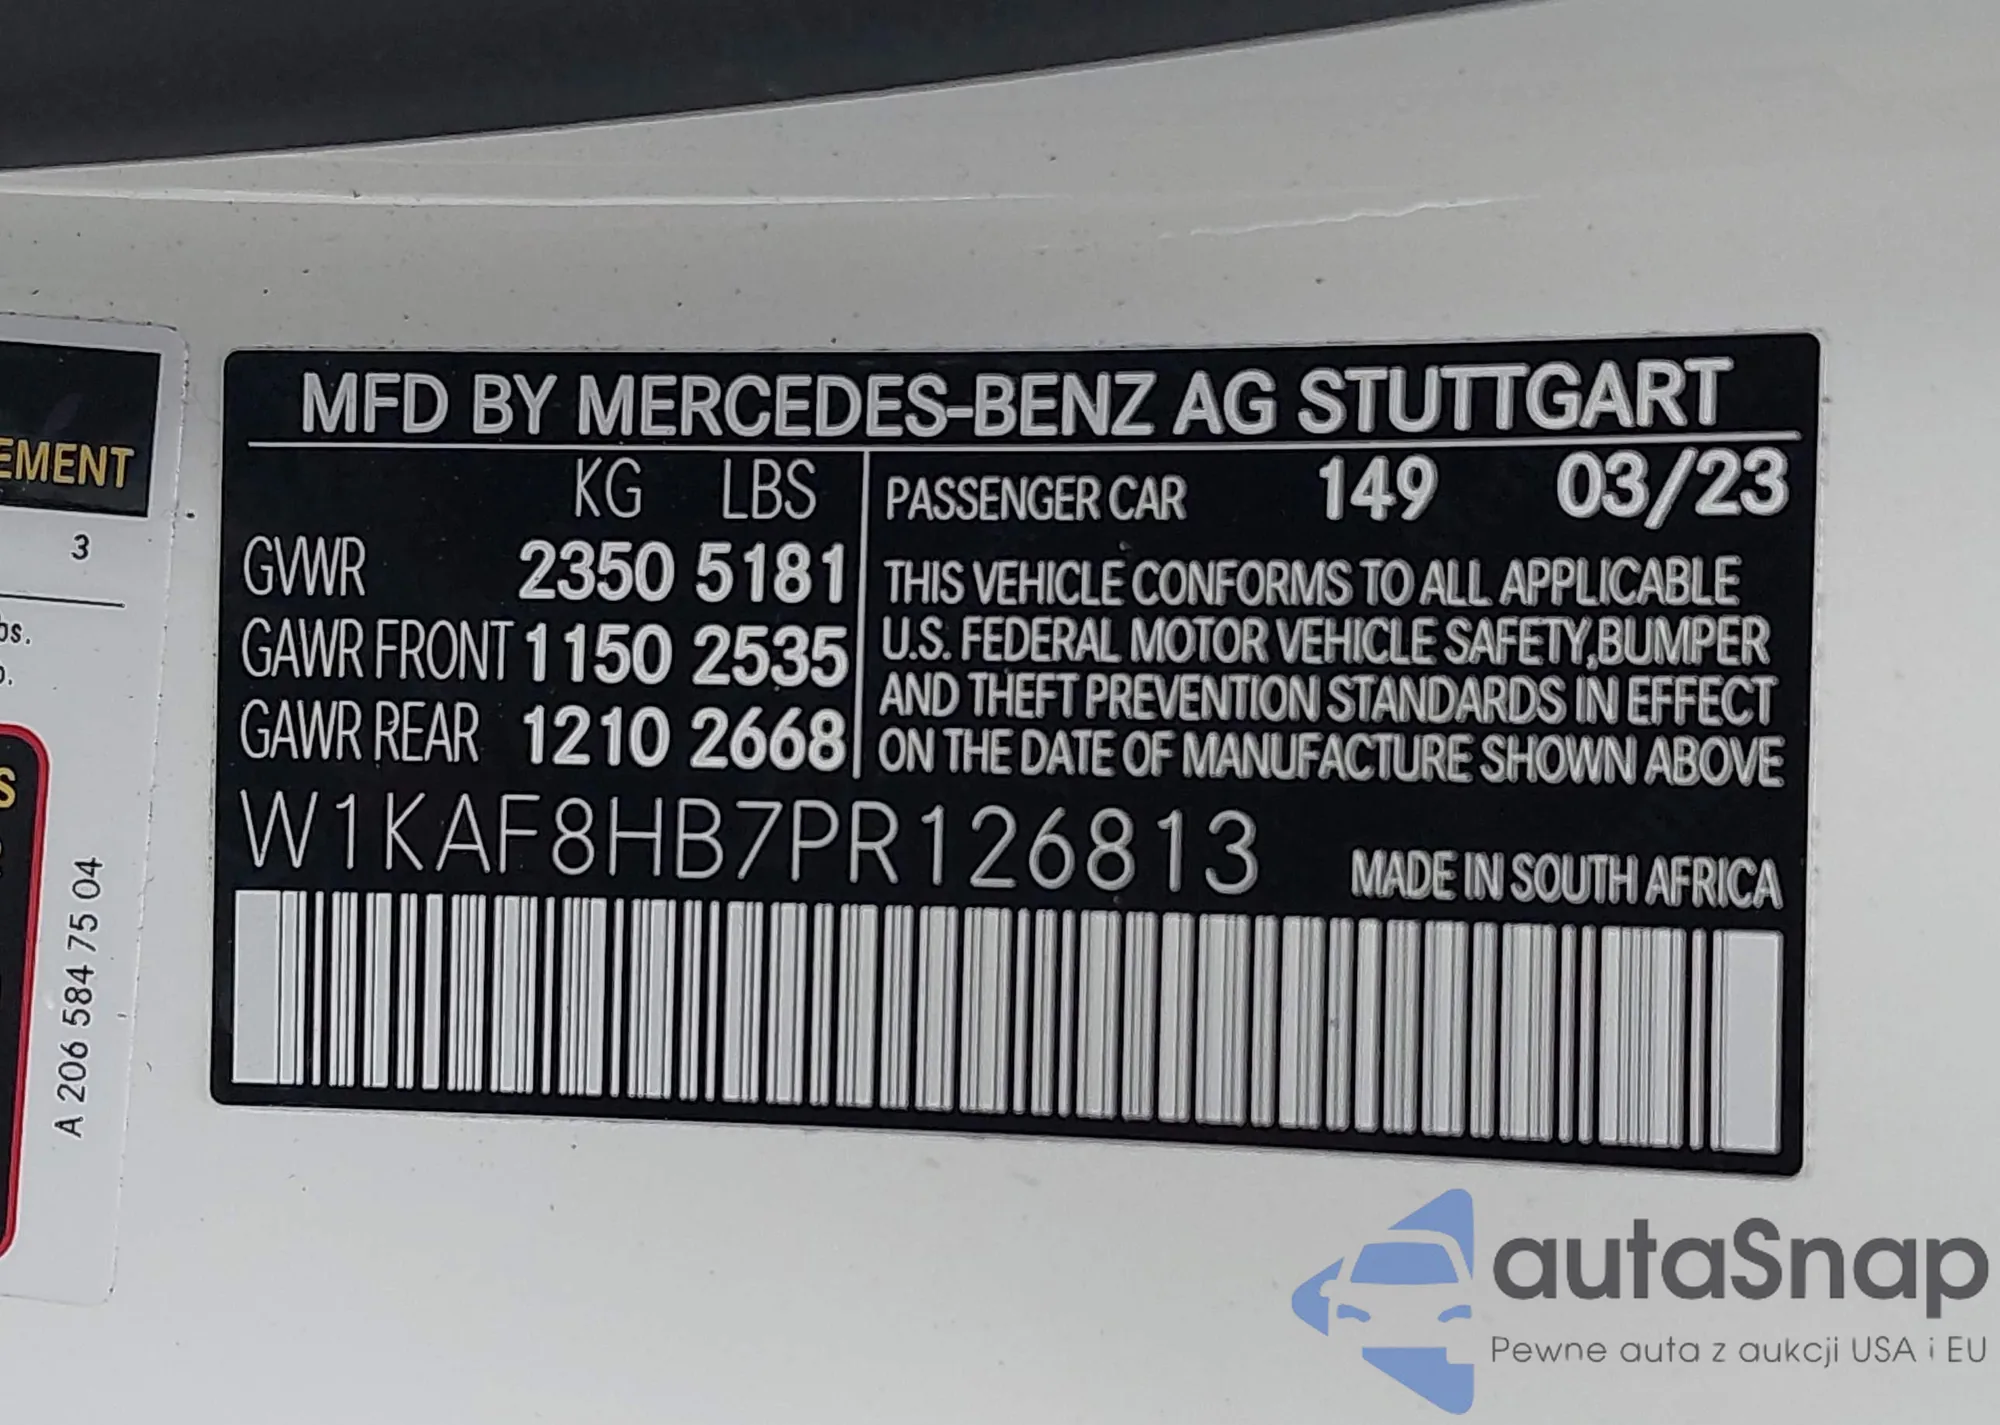 EMENT
3
A 206 584 75 04
MFD BY MERCEDES-BENZ AG STUTTGART
KG LBS
GVWR 2350 5181
GAWR FRONT 1150 2535
GAWR REAR 1210 2668
PASSENGER CAR 149 03/23
THIS VEHICLE CONFORMS TO ALL APPLICABLE
U.S. FEDERAL MOTOR VEHICLE SAFETY,BUMPER
AND THEFT PREVENTION STANDARDS IN EFFECT
ON THE DATE OF MANUFACTURE SHOWN ABOVE
W1KAF8HB7PR126813
MADE IN SOUTH AFRICA
autaSnap
Pewne auta z aukcji USA i EU